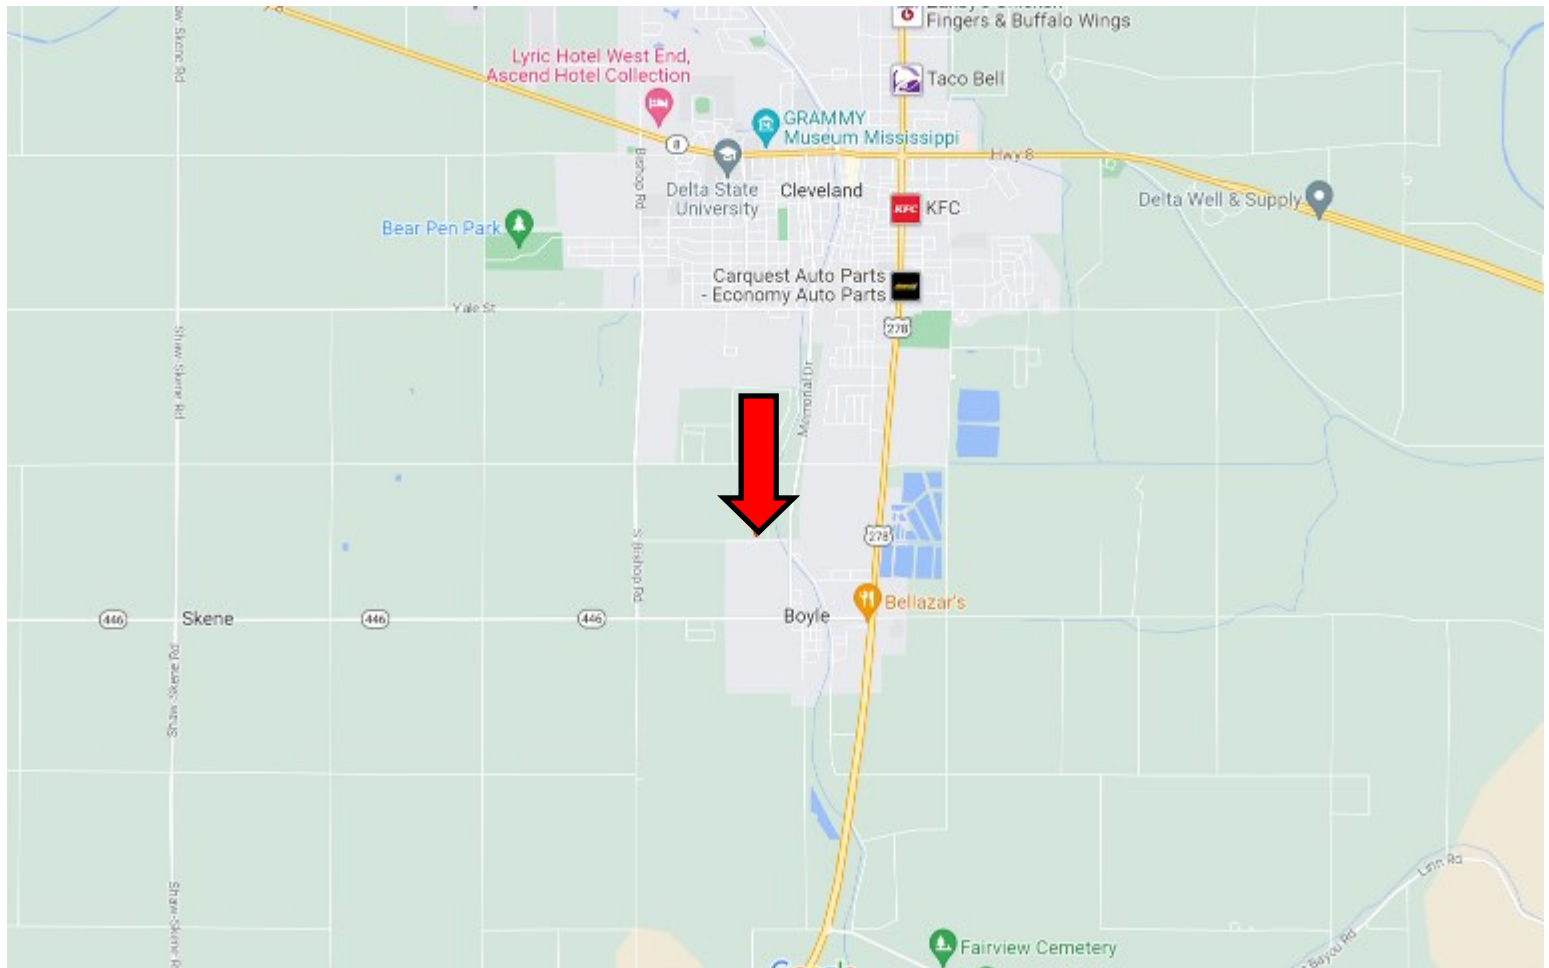 Fingers & Buffalo Wings
Lyric Hotel West End,
Ascend Hotel Collection
Taco Bell
GRAMMY
Museum Mississippi
8
Hwy 8
Bishop Rd
Delta State
University
Cleveland
KFC
KFC
Delta Well & Supply
Bear Pen Park
Carquest Auto Parts
- Economy Auto Parts
Yale St
278
Shaw-Skene Rd
Memorial Dr
278
S Bishop Rd
446
Skene
446
446
Boyle
Bellazar's
Shaw-Skene Rd
Linn Rd
Bayou Rd
Fairview Cemetery